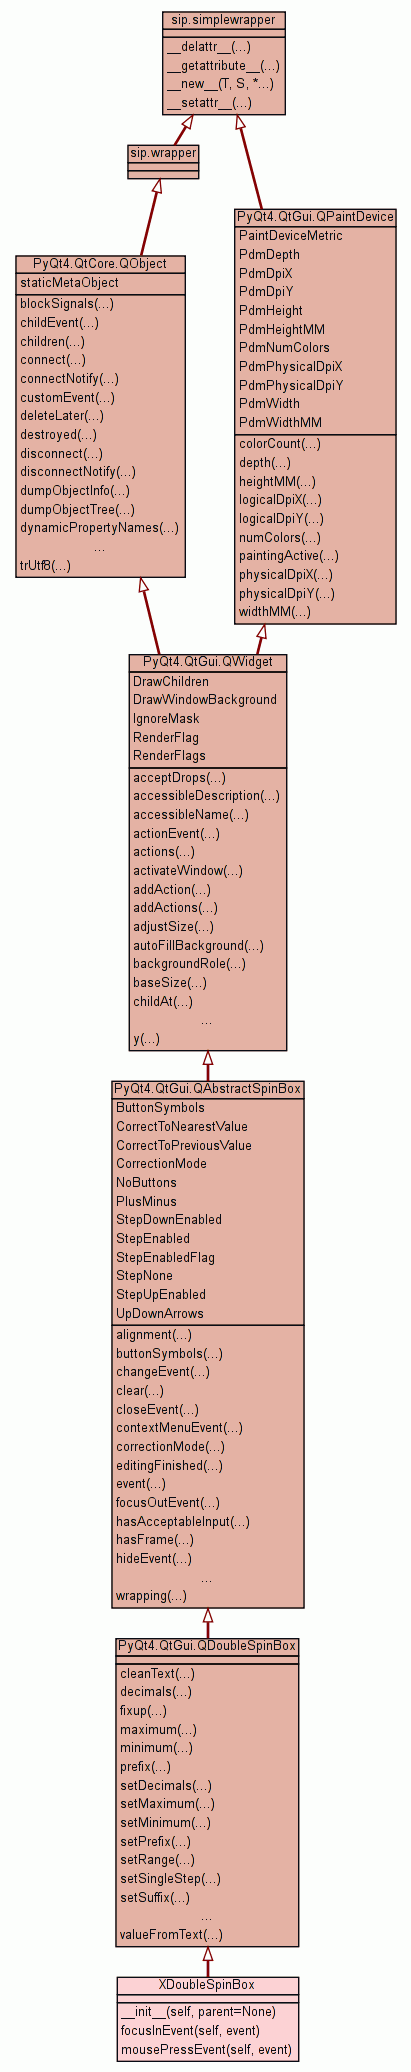 sip.simplewrapper
__delattr__(...)
__getattribute__(...)
__new__(T, S, *...)
__setattr__(...)
sip.wrapper
PyQt4.QtGui.QPaintDevice
PaintDeviceMetric
PdmDepth
PdmDpiX
PdmDpiY
PdmHeight
PdmHeightMM
PdmNumColors
PdmPhysicalDpiX
PdmPhysicalDpiY
PdmWidth
PdmWidthMM
colorCount(...)
depth(...)
heightMM(...)
logicalDpiX(...)
logicalDpiY(...)
numColors(...)
paintingActive(...)
physicalDpiX(...)
physicalDpiY(...)
widthMM(...)
PyQt4.QtCore.QObject
staticMetaObject
blockSignals(...)
childEvent(...)
children(...)
connect(...)
connectNotify(...)
customEvent(...)
deleteLater(...)
destroyed(...)
disconnect(...)
disconnectNotify(...)
dumpObjectInfo(...)
dumpObjectTree(...)
dynamicPropertyNames(...)
...
trUtf8(...)
PyQt4.QtGui.QWidget
DrawChildren
DrawWindowBackground
IgnoreMask
RenderFlag
RenderFlags
acceptDrops(...)
accessibleDescription(...)
accessibleName(...)
actionEvent(...)
actions(...)
activateWindow(...)
addAction(...)
addActions(...)
adjustSize(...)
autoFillBackground(...)
backgroundRole(...)
baseSize(...)
childAt(...)
...
y(...)
PyQt4.QtGui.QAbstractSpinBox
ButtonSymbols
CorrectToNearestValue
CorrectToPreviousValue
CorrectionMode
NoButtons
PlusMinus
StepDownEnabled
StepEnabled
StepEnabledFlag
StepNone
StepUpEnabled
UpDownArrows
alignment(...)
buttonSymbols(...)
changeEvent(...)
clear(...)
closeEvent(...)
contextMenuEvent(...)
correctionMode(...)
editingFinished(...)
event(...)
focusOutEvent(...)
hasAcceptableInput(...)
hasFrame(...)
hideEvent(...)
...
wrapping(...)
PyQt4.QtGui.QDoubleSpinBox
cleanText(...)
decimals(...)
fixup(...)
maximum(...)
minimum(...)
prefix(...)
setDecimals(...)
setMaximum(...)
setMinimum(...)
setPrefix(...)
setRange(...)
setSingleStep(...)
setSuffix(...)
...
valueFromText(...)
XDoubleSpinBox
__init__(self, parent=None)
focusInEvent(self, event)
mousePressEvent(self, event)